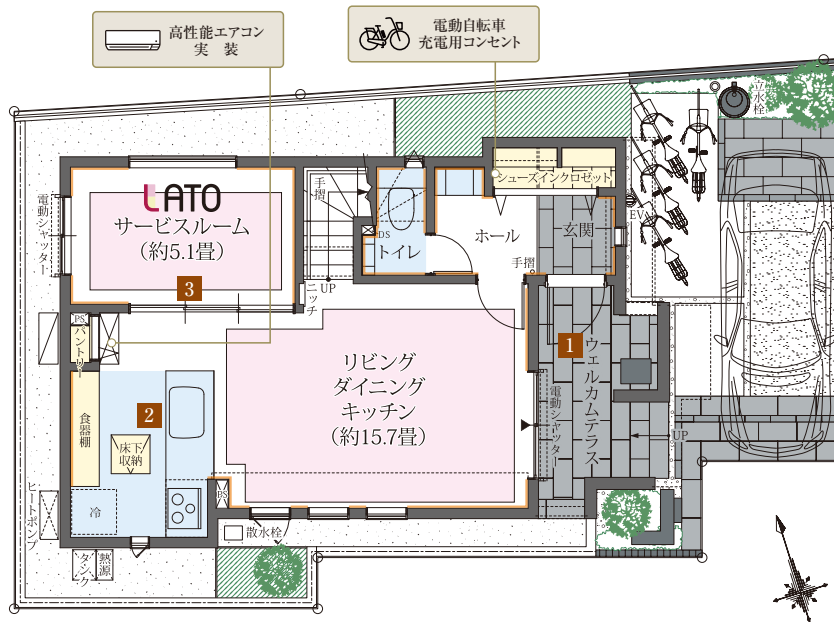 高性能エアコン
実 装
電動自転車
充電用コンセント
立水栓
手摺
LATO
サービスルーム
(約5.1畳)
電動シャッター
DS
トイレ
シューズインクロゼット
ホール
玄関
EV
手摺
3
ニッチ
UP
PS
パントリー
リビング
ダイニング
キッチン
(約15.7畳)
1
ウェルカムテラス
電動シャッター
UP
食器棚
2
床下
収納
冷
DS
ヒートポンプ
散水栓
タンク
熱源